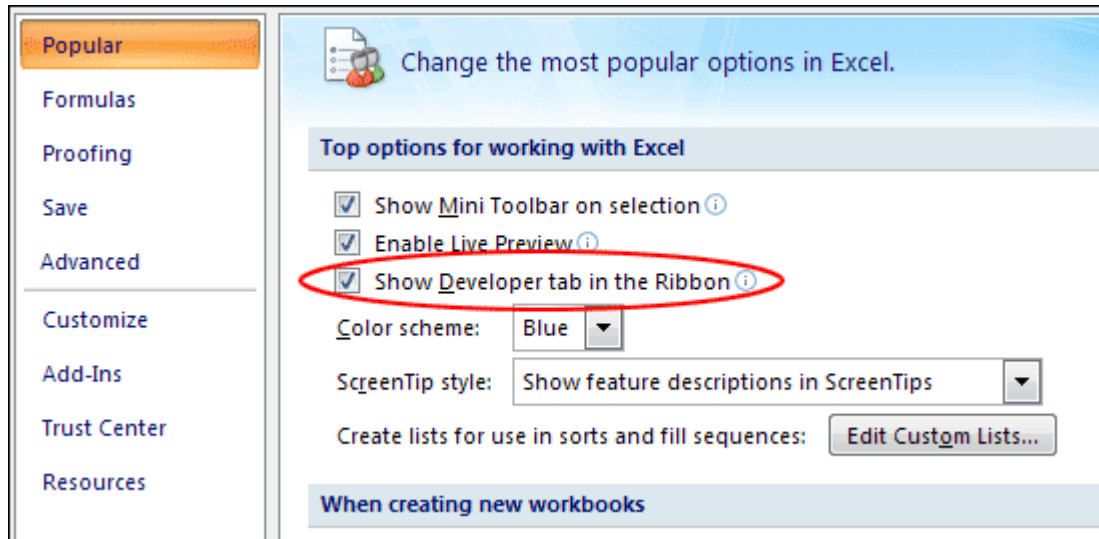 Popular
Formulas
Proofing
Save
Advanced
Customize
Add-Ins
Trust Center
Resources
Change the most popular options in Excel.
Top options for working with Excel
Show Mini Toolbar on selection
Enable Live Preview
Show Developer tab in the Ribbon
Color scheme: Blue
ScreenTip style: Show feature descriptions in ScreenTips
Create lists for use in sorts and fill sequences: Edit Custom Lists...
When creating new workbooks